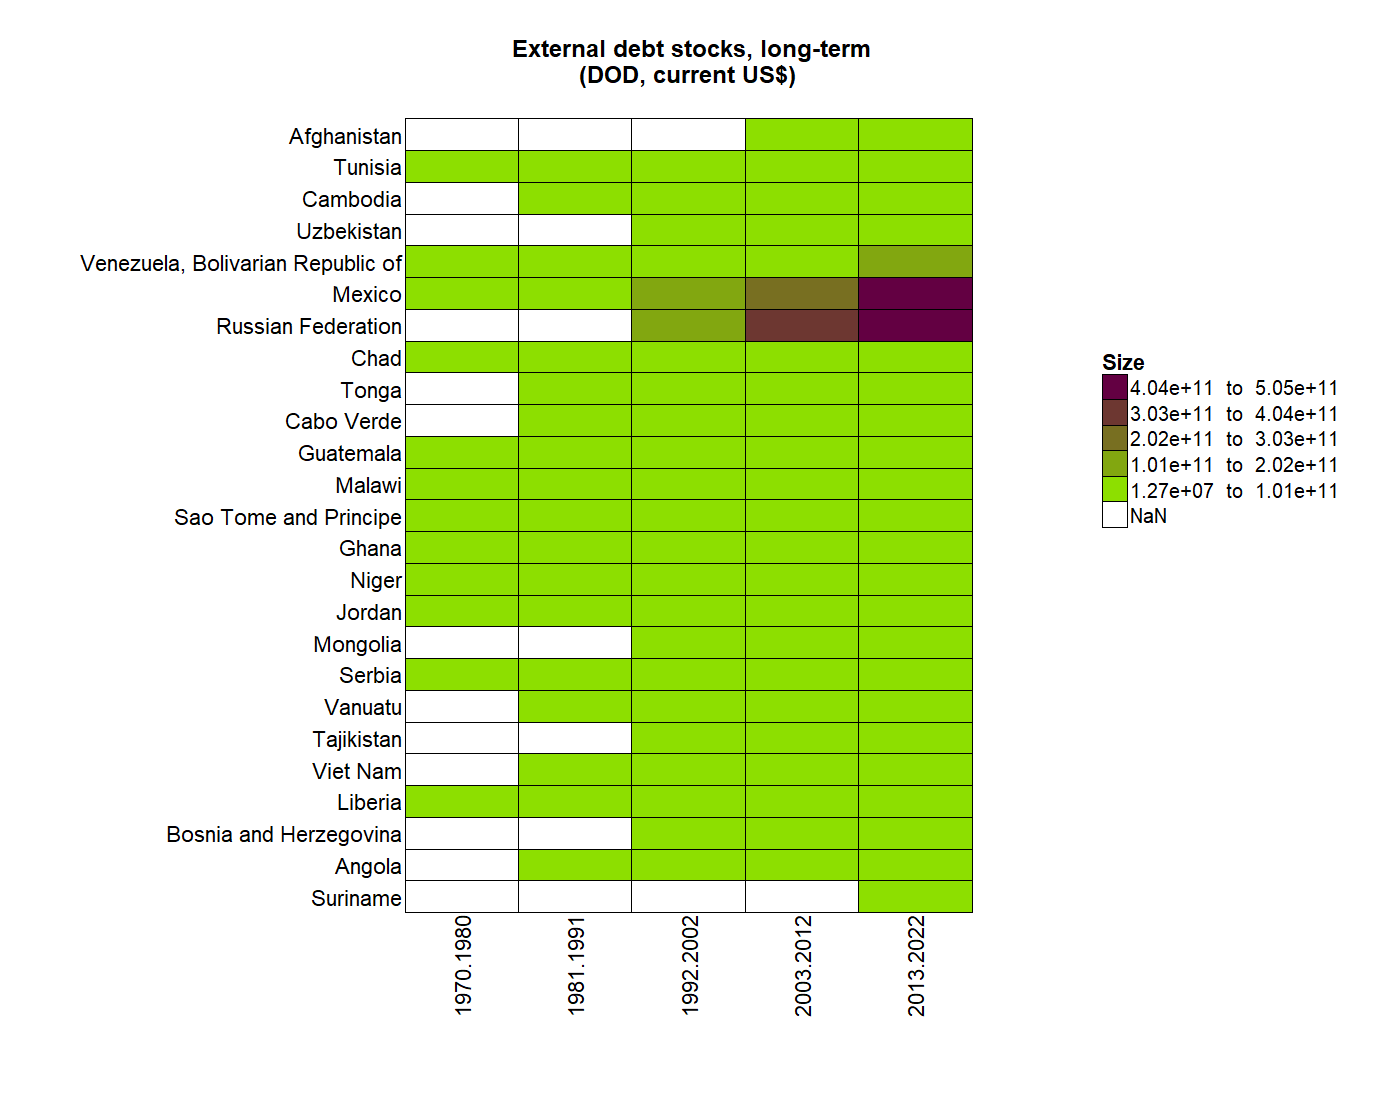 External debt stocks, long-term
(DOD, current US$)
Afghanistan
Tunisia
Cambodia
Uzbekistan
Venezuela, Bolivarian Republic of
Mexico
Russian Federation
Chad
Tonga
Cabo Verde
Guatemala
Malawi
Sao Tome and Principe
Ghana
Niger
Jordan
Mongolia
Serbia
Vanuatu
Tajikistan
Viet Nam
Liberia
Bosnia and Herzegovina
Angola
Suriname
1970.1980
1981.1991
1992.2002
2003.2012
2013.2022
Size
4.04e+11 to 5.05e+11
3.03e+11 to 4.04e+11
2.02e+11 to 3.03e+11
1.01e+11 to 2.02e+11
1.27e+07 to 1.01e+11
NaN